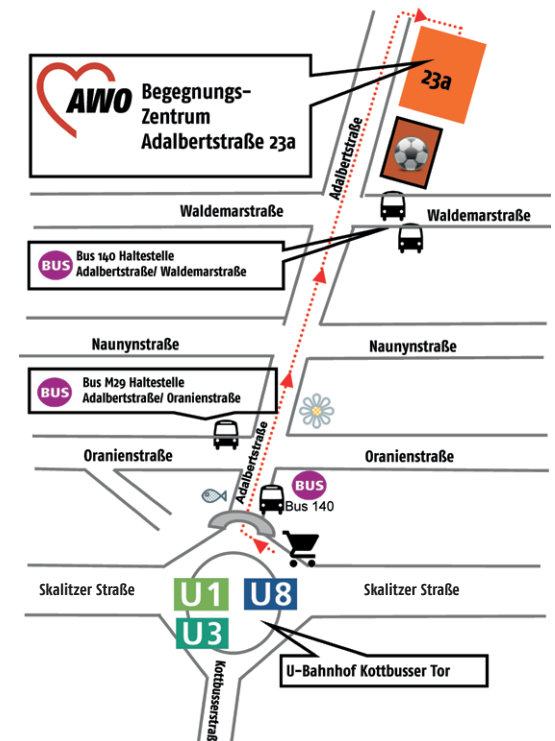 AWO
Begegnungs-
Zentrum
Adalbertstraße 23a
23a
Adalbertstraße
Waldemarstraße
Waldemarstraße
BUS
Bus 140 Haltestelle
Adalbertstraße/ Waldemarstraße
Naunynstraße
Naunynstraße
BUS
Bus M29 Haltestelle
Adalbertstraße/ Oranienstraße
Oranienstraße
Adalbertstraße
Oranienstraße
BUS
Bus 140
Skalitzer Straße
U1
U8
Skalitzer Straße
U3
U-Bahnhof Kottbusser Tor
Kottbusserstraß